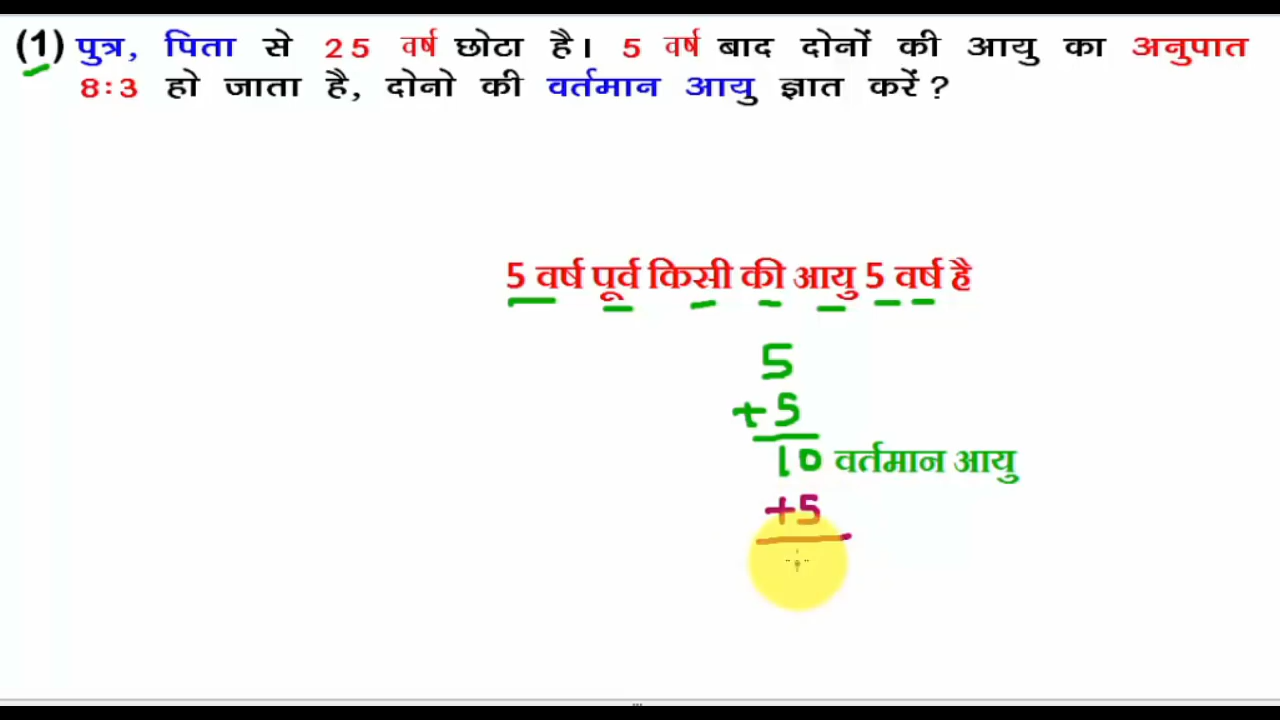 (1) पुत्र, पिता से 25 वर्ष छोटा है। 5 वर्ष बाद दोनों की आयु का अनुपात
8:3 हो जाता है, दोनो की वर्तमान आयु ज्ञात करें ?
5 वर्ष पूर्व किसी की आयु 5 वर्ष है
5
+5
10 वर्तमान आयु
+5